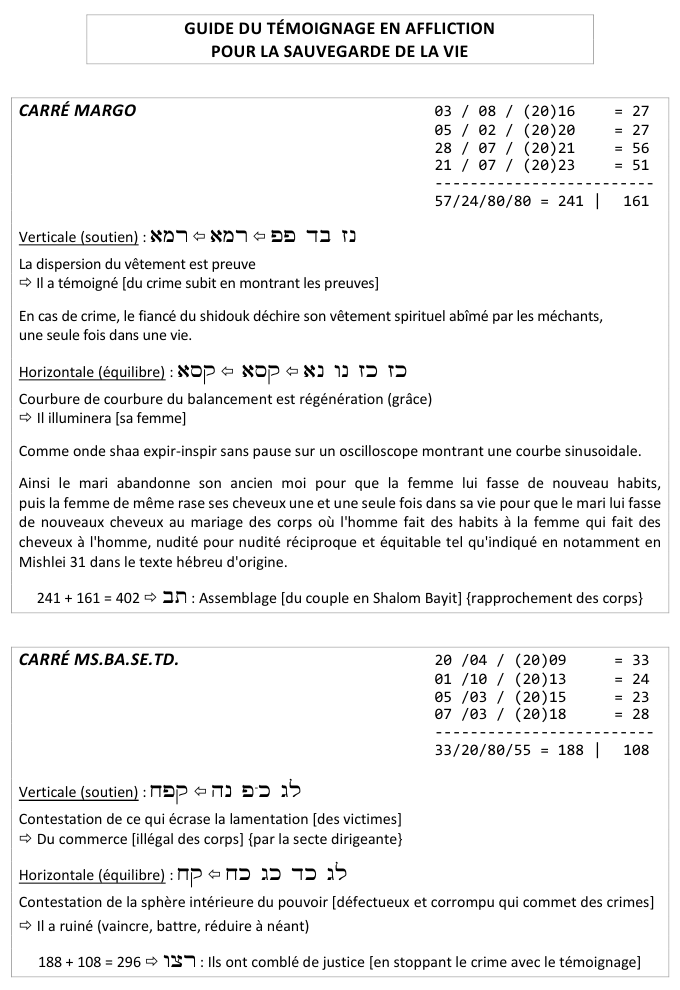 GUIDE DU TÉMOIGNAGE EN AFFLICTION
POUR LA SAUVEGARDE DE LA VIE
CARRÉ MARGO
03 / 08 / (20)16 = 27
05 / 02 / (20)20 = 27
28 / 07 / (20)21 = 56
21 / 07 / (20)23 = 51
-------------------------
57/24/80/80 = 241 | 161
Verticale (soutien) : נז בד פפ ⇦ רמא ⇦ רמא
La dispersion du vêtement est preuve
⇨ Il a témoigné [du crime subit en montrant les preuves]
En cas de crime, le fiancé du shidouk déchire son vêtement spirituel abîmé par les méchants,
une seule fois dans une vie.
Horizontale (équilibre) : כז כז נו נא ⇦ קסא ⇦ קסא
Courbure de courbure du balancement est régénération (grâce)
⇨ Il illuminera [sa femme]
Comme onde shaa expir-inspir sans pause sur un oscilloscope montrant une courbe sinusoidale.
Ainsi le mari abandonne son ancien moi pour que la femme lui fasse de nouveau habits,
puis la femme de même rase ses cheveux une et une seule fois dans sa vie pour que le mari lui fasse
de nouveaux cheveux au mariage des corps où l'homme fait des habits à la femme qui fait des
cheveux à l'homme, nudité pour nudité réciproque et équitable tel qu'indiqué en notamment en
Mishlei 31 dans le texte hébreu d'origine.
241 + 161 = 402 ⇨ תב : Assemblage [du couple en Shalom Bayit] {rapprochement des corps}
CARRÉ MS.BA.SE.TD.
20 /04 / (20)09 = 33
01 /10 / (20)13 = 24
05 /03 / (20)15 = 23
07 /03 / (20)18 = 28
-------------------------
33/20/80/55 = 188 | 108
Verticale (soutien) : לג כ־פ נה ⇦ קפח
Contestation de ce qui écrase la lamentation [des victimes]
⇨ Du commerce [illégal des corps] {par la secte dirigeante}
Horizontale (équilibre) : לג כד כג כח ⇦ קח
Contestation de la sphère intérieure du pouvoir [défectueux et corrompu qui commet des crimes]
⇨ Il a ruiné (vaincre, battre, réduire à néant)
188 + 108 = 296 ⇨ רצו : Ils ont comblé de justice [en stoppant le crime avec le témoignage]